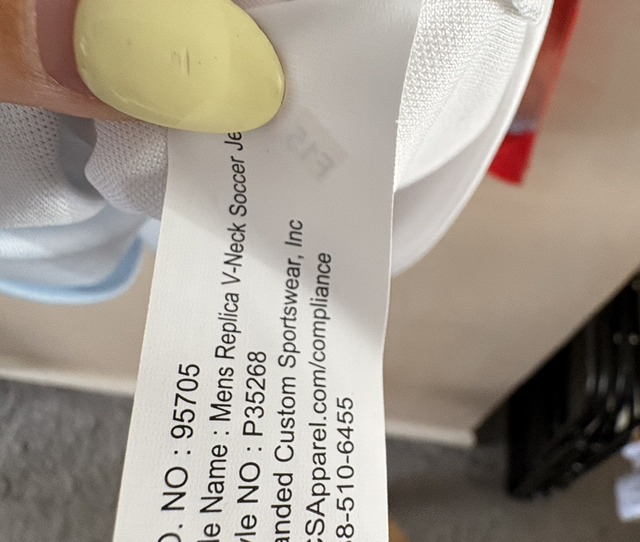 O. NO : 95705
le Name : Mens Replica V-Neck Soccer Je
yle NO : P35268
anded Custom Sportswear, Inc
CSApparel.com/compliance
8-510-6455
F15